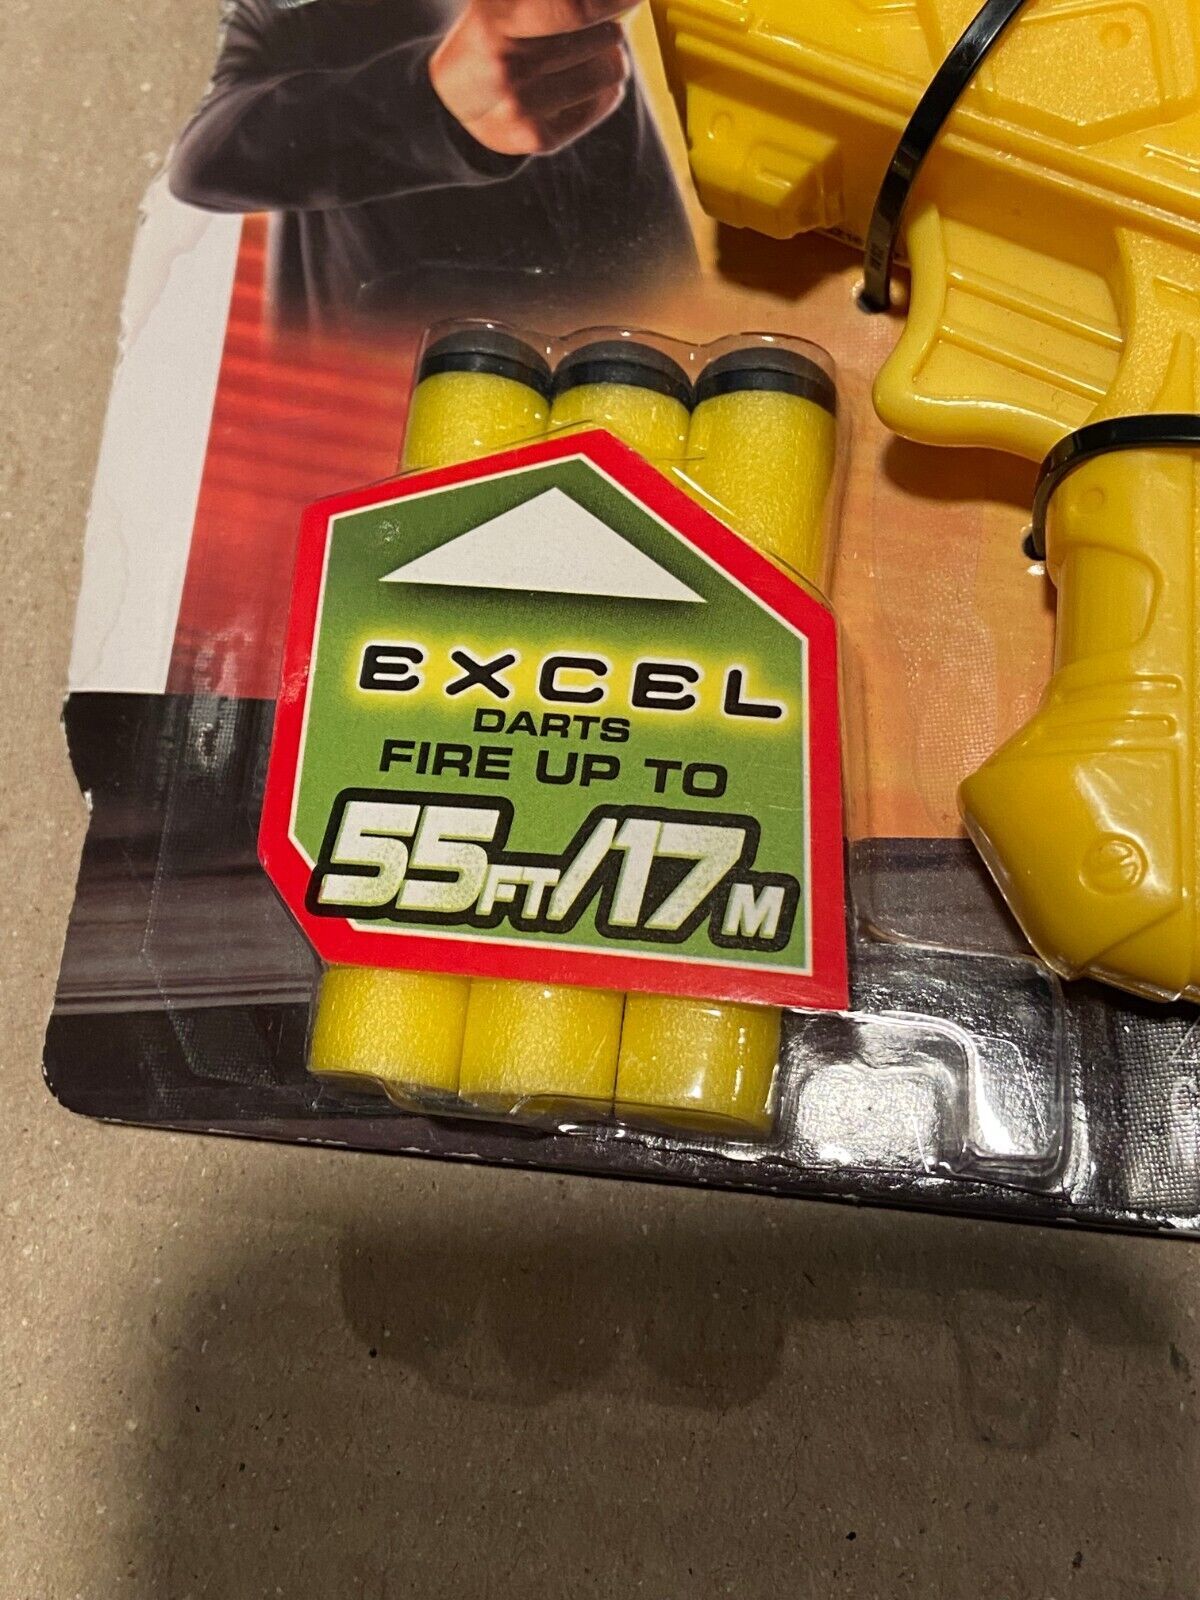 EXCEL
DARTS
FIRE UP TO
55FT/17M